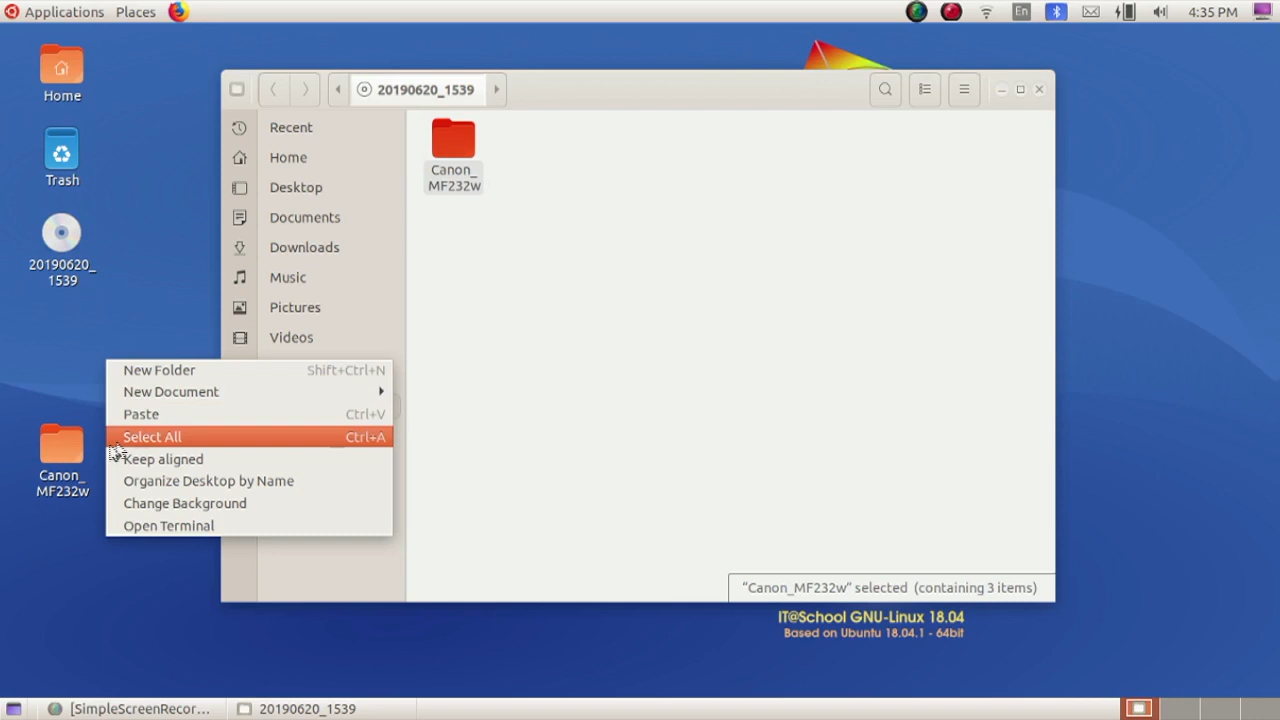 Applications Places
En
4:35 PM
Home
Trash
20190620_
1539
Canon_
MF232w
20190620_1539
Recent
Home
Desktop
Documents
Downloads
Music
Pictures
Videos
Canon_
MF232w
New Folder Shift+Ctrl+N
New Document
Paste Ctrl+V
Select All Ctrl+A
Keep aligned
Organize Desktop by Name
Change Background
Open Terminal
"Canon_MF232w" selected (containing 3 items)
IT@School GNU-Linux 18.04
Based on Ubuntu 18.04.1 - 64bit
[SimpleScreenRecor...
20190620_1539